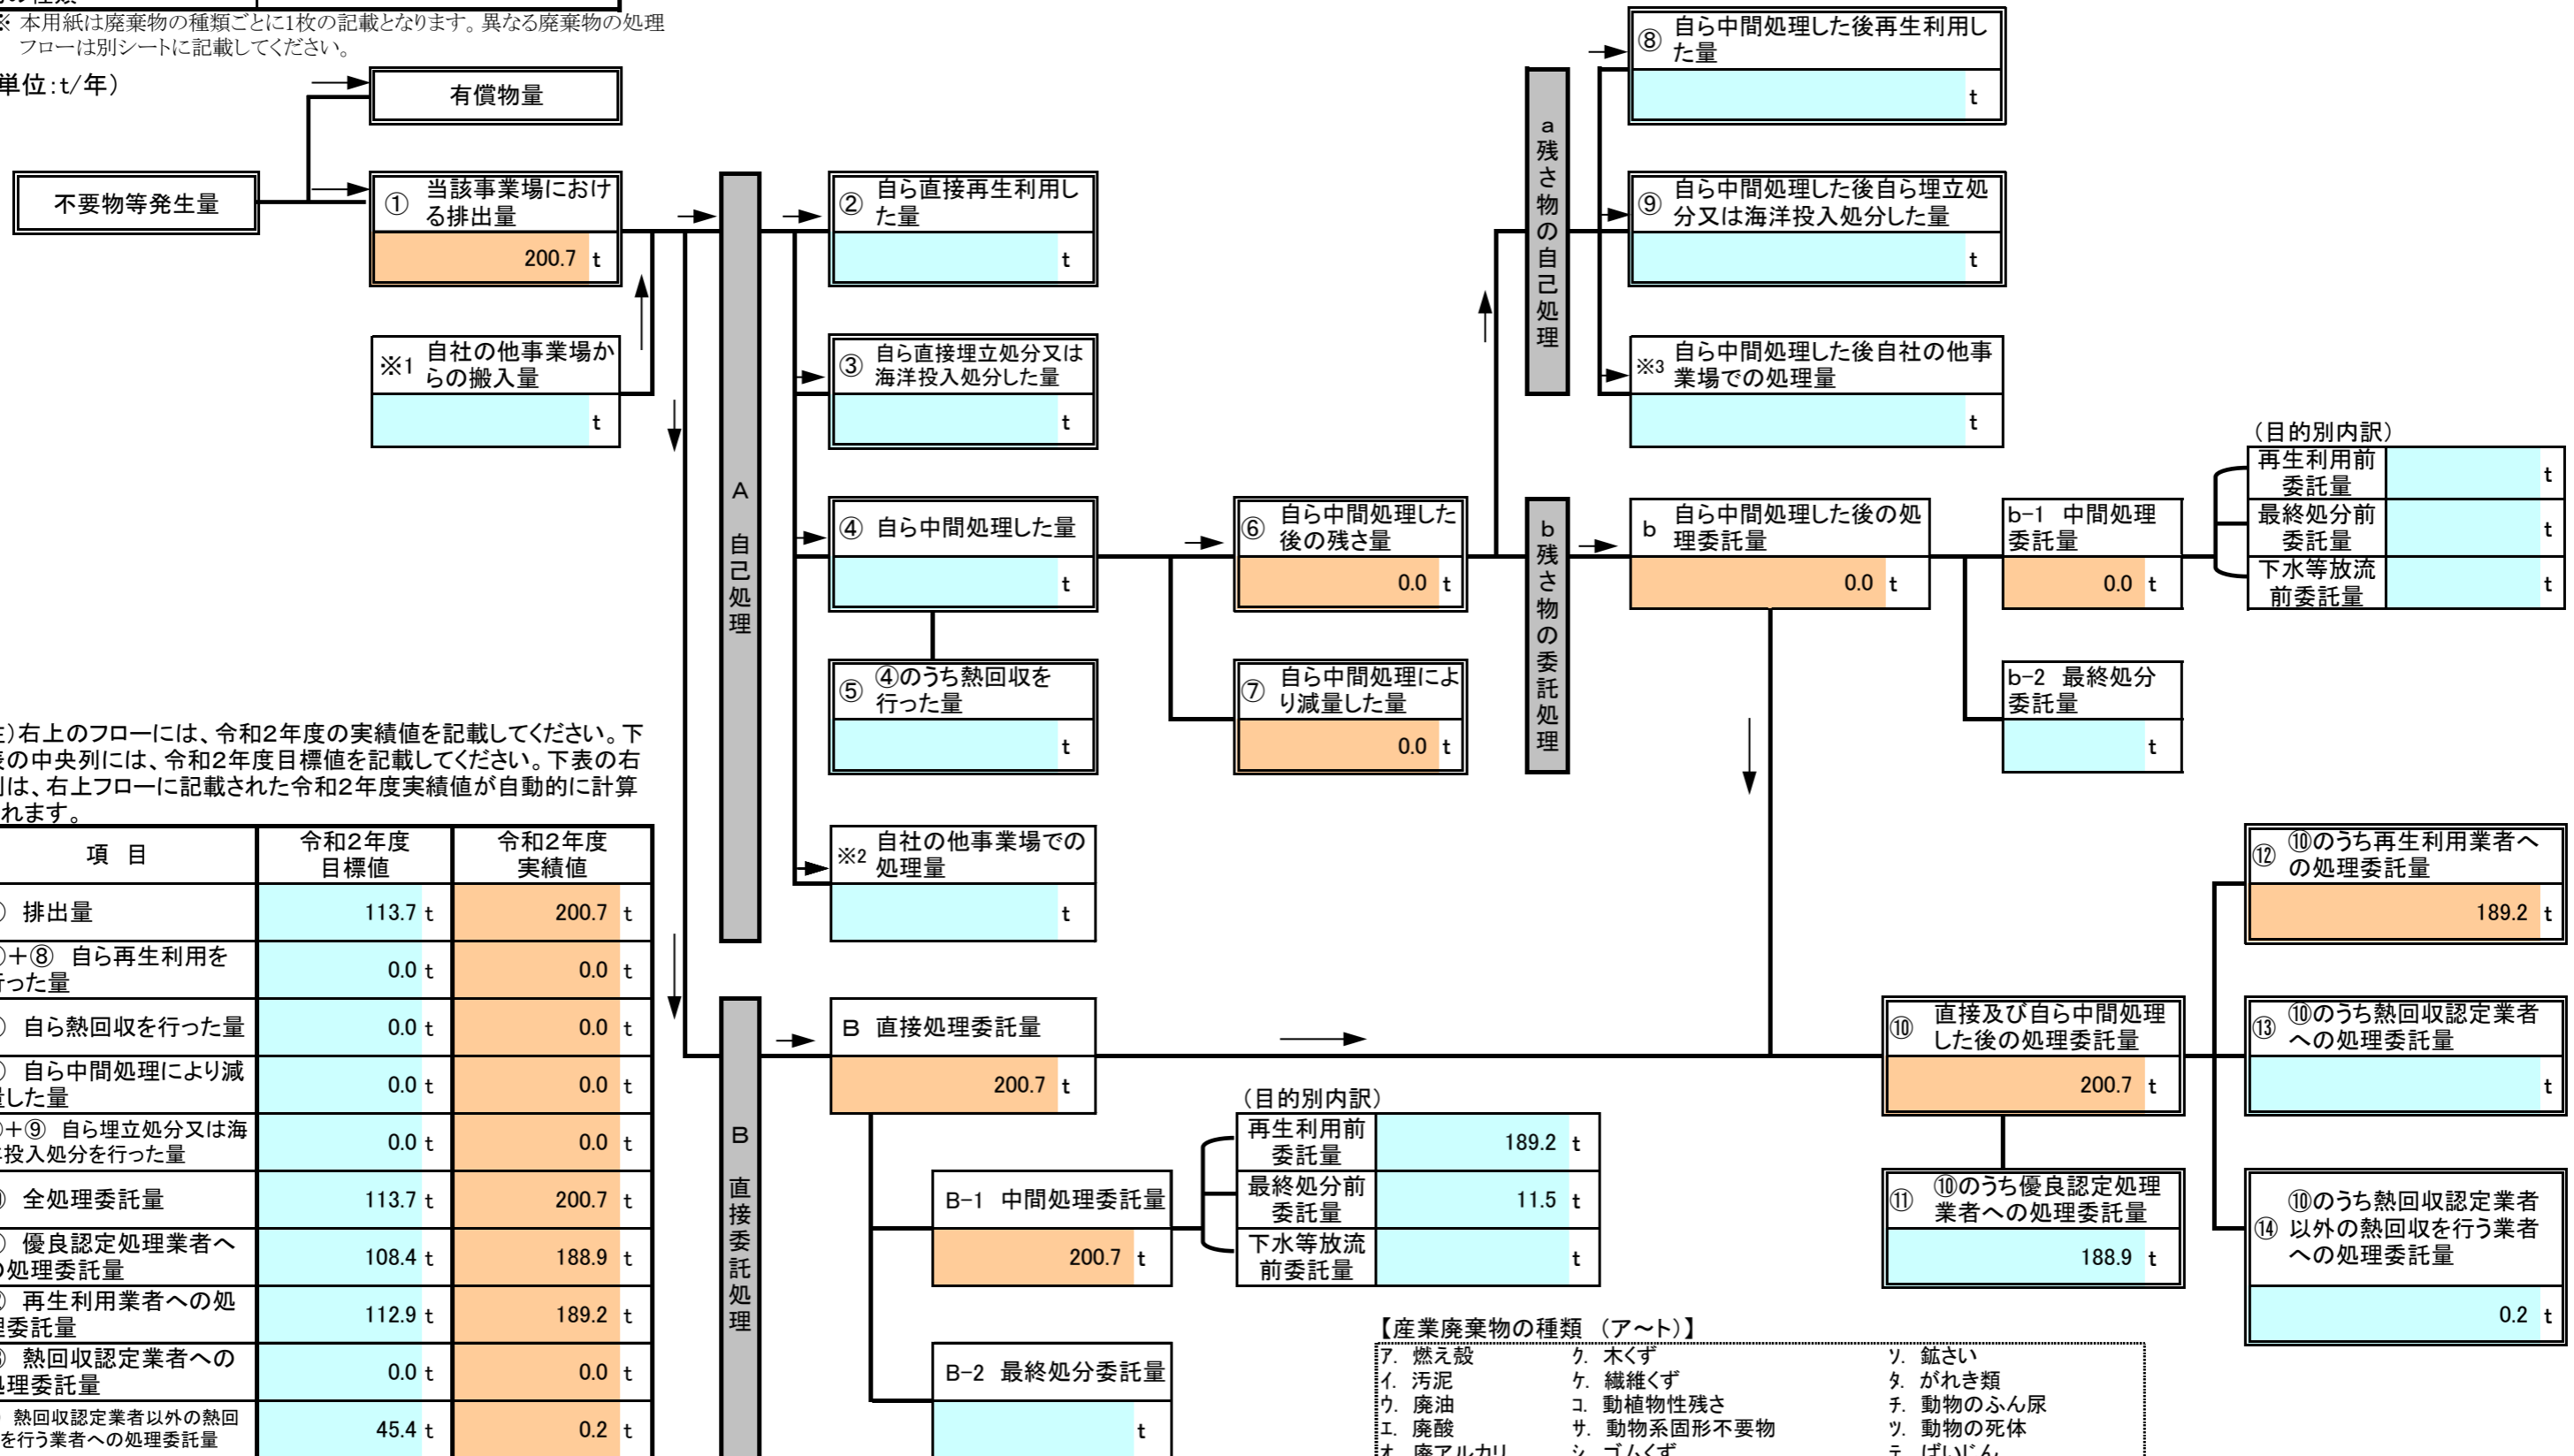 ※ 本用紙は廃棄物の種類ごとに1枚の記載となります。異なる廃棄物の処理
フローは別シートに記載してください。
単位:t/年）
有償物量
不要物等発生量
① 当該事業場におけ
る排出量
200.7 t
※1 自社の他事業場か
らの搬入量
t
A 自己処理
② 自ら直接再生利用し
た量
t
③ 自ら直接埋立処分又は
海洋投入処分した量
t
④ 自ら中間処理した量
t
⑤ ④のうち熱回収を
行った量
t
※2 自社の他事業場での
処理量
t
⑥ 自ら中間処理した
後の残さ量
0.0 t
⑦ 自ら中間処理によ
り減量した量
0.0 t
a 残さ物の自己処理
⑧ 自ら中間処理した後再生利用し
た量
t
⑨ 自ら中間処理した後自ら埋立処
分又は海洋投入処分した量
t
※3 自ら中間処理した後自社の他事
業場での処理量
t
b 残さ物の委託処理
b 自ら中間処理した後の処
理委託量
0.0 t
b-1 中間処理
委託量
0.0 t
（目的別内訳）
再生利用前
委託量
t
最終処分前
委託量
t
下水等放流
前委託量
t
b-2 最終処分
委託量
t
）右上のフローには、令和2年度の実績値を記載してください。下
の中央列には、令和2年度目標値を記載してください。下表の右
は、右上フローに記載された令和2年度実績値が自動的に計算
れます。
項 目 令和2年度
目標値 令和2年度
実績値
排出量 113.7 t 200.7 t
＋⑧ 自ら再生利用を
行った量 0.0 t 0.0 t
自ら熱回収を行った量 0.0 t 0.0 t
自ら中間処理により減
した量 0.0 t 0.0 t
＋⑨ 自ら埋立処分又は海
投入処分を行った量 0.0 t 0.0 t
全処理委託量 113.7 t 200.7 t
優良認定処理業者へ
の処理委託量 108.4 t 188.9 t
再生利用業者への処
理委託量 112.9 t 189.2 t
熱回収認定業者への
処理委託量 0.0 t 0.0 t
熱回収認定業者以外の熱回
を行う業者への処理委託量 45.4 t 0.2 t
B 直接委託処理
B 直接処理委託量
200.7 t
B-1 中間処理委託量
200.7 t
（目的別内訳）
再生利用前
委託量
189.2 t
最終処分前
委託量
11.5 t
下水等放流
前委託量
t
B-2 最終処分委託量
t
⑩ 直接及び自ら中間処理
した後の処理委託量
200.7 t
⑪ ⑩のうち優良認定処理
業者への処理委託量
188.9 t
⑫ ⑩のうち再生利用業者へ
の処理委託量
189.2 t
⑬ ⑩のうち熱回収認定業者
への処理委託量
t
⑭ ⑩のうち熱回収認定業者
以外の熱回収を行う業者
への処理委託量
0.2 t
【産業廃棄物の種類 （ア～ト）】
ア. 燃え殻 ク. 木くず ソ. 鉱さい
イ. 汚泥 ケ. 繊維くず タ. がれき類
ウ. 廃油 コ. 動植物性残さ チ. 動物のふん尿
エ. 廃酸 サ. 動物系固形不要物 ツ. 動物の死体
オ. 廃アルカリ シ. ゴムくず テ. ばいじん